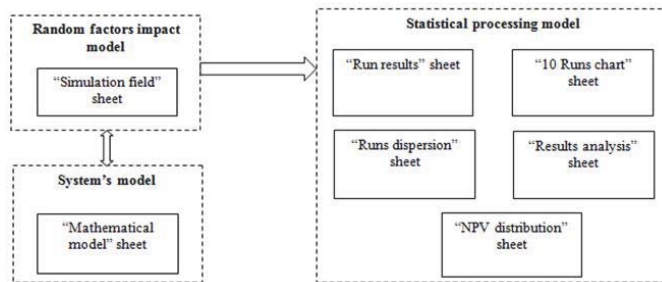 Random factors impact
model
“Simulation field”
sheet
System’s model
“Mathematical
model” sheet
Statistical processing model
“Run results” sheet
“10 Runs chart”
sheet
“Runs dispersion”
sheet
“Results analysis”
sheet
“NPV distribution”
sheet